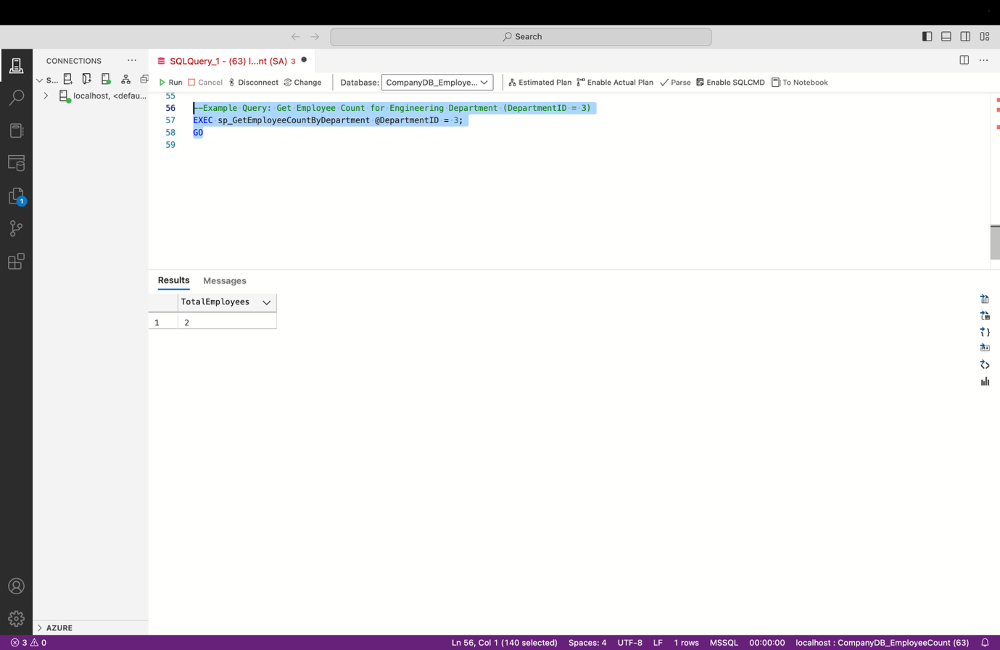 Search
CONNECTIONS
SQLQuery_1 - (63) l...nt (SA) 3
S...
Run Cancel Disconnect Change Database: CompanyDB_Employe... Estimated Plan Enable Actual Plan Parse Enable SQLCMD To Notebook
localhost, <defau...
55
56 --Example Query: Get Employee Count for Engineering Department (DepartmentID = 3)
57 EXEC sp_GetEmployeeCountByDepartment @DepartmentID = 3;
58 GO
59
1
Results Messages
TotalEmployees
1 2
AZURE
3 0 Ln 56, Col 1 (140 selected) Spaces: 4 UTF-8 LF 1 rows MSSQL 00:00:00 localhost : CompanyDB_EmployeeCount (63)